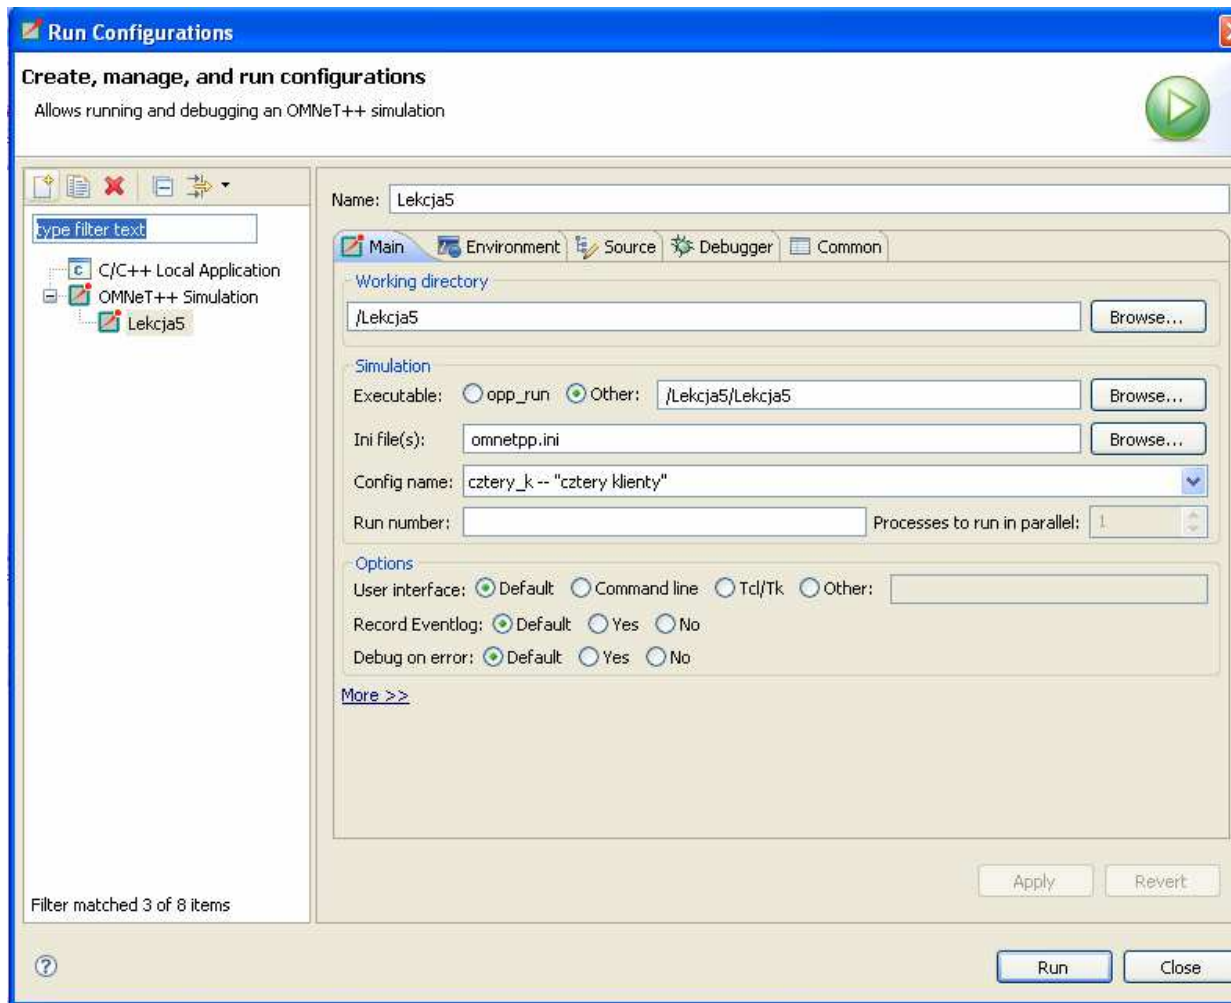 Run Configurations
Create, manage, and run configurations
Allows running and debugging an OMNeT++ simulation
type filter text
C/C++ Local Application
OMNeT++ Simulation
Lekcja5
Filter matched 3 of 8 items
Name: Lekcja5
Main Environment Source Debugger Common
Working directory
/Lekcja5 Browse...
Simulation
Executable: opp_run Other: /Lekcja5/Lekcja5 Browse...
Ini file(s): omnetpp.ini Browse...
Config name: cztery_k -- "cztery klienty"
Run number: Processes to run in parallel: 1
Options
User interface: Default Command line Tcl/Tk Other:
Record Eventlog: Default Yes No
Debug on error: Default Yes No
More >>
Apply Revert
Run Close